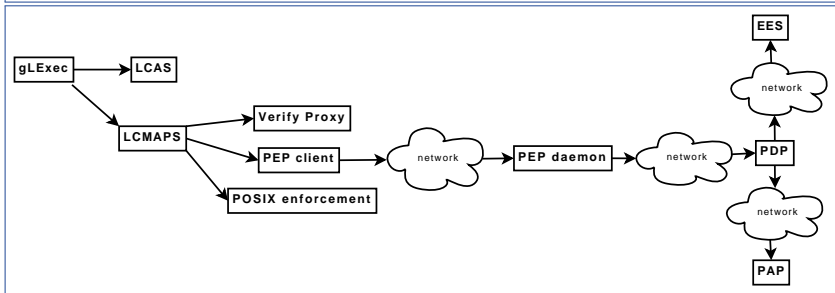 EES
gLExec
LCAS
network
Verify Proxy
LCMAPS
PEP client
network
PEP daemon
network
PDP
POSIX enforcement
network
PAP